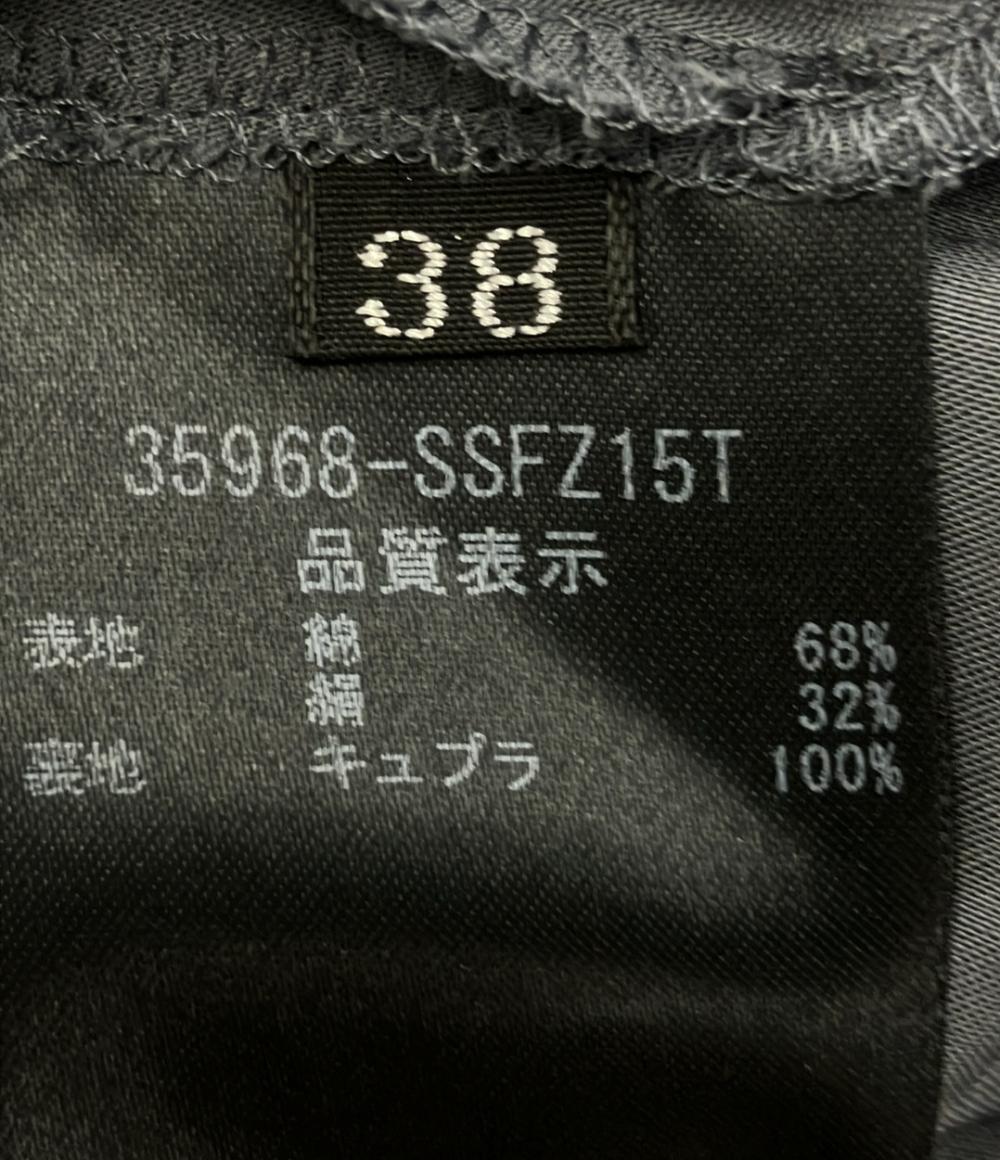 38
35968-SSFZ15T
品質表示
表地 綿 68%
絹 32%
裏地 キュプラ 100%